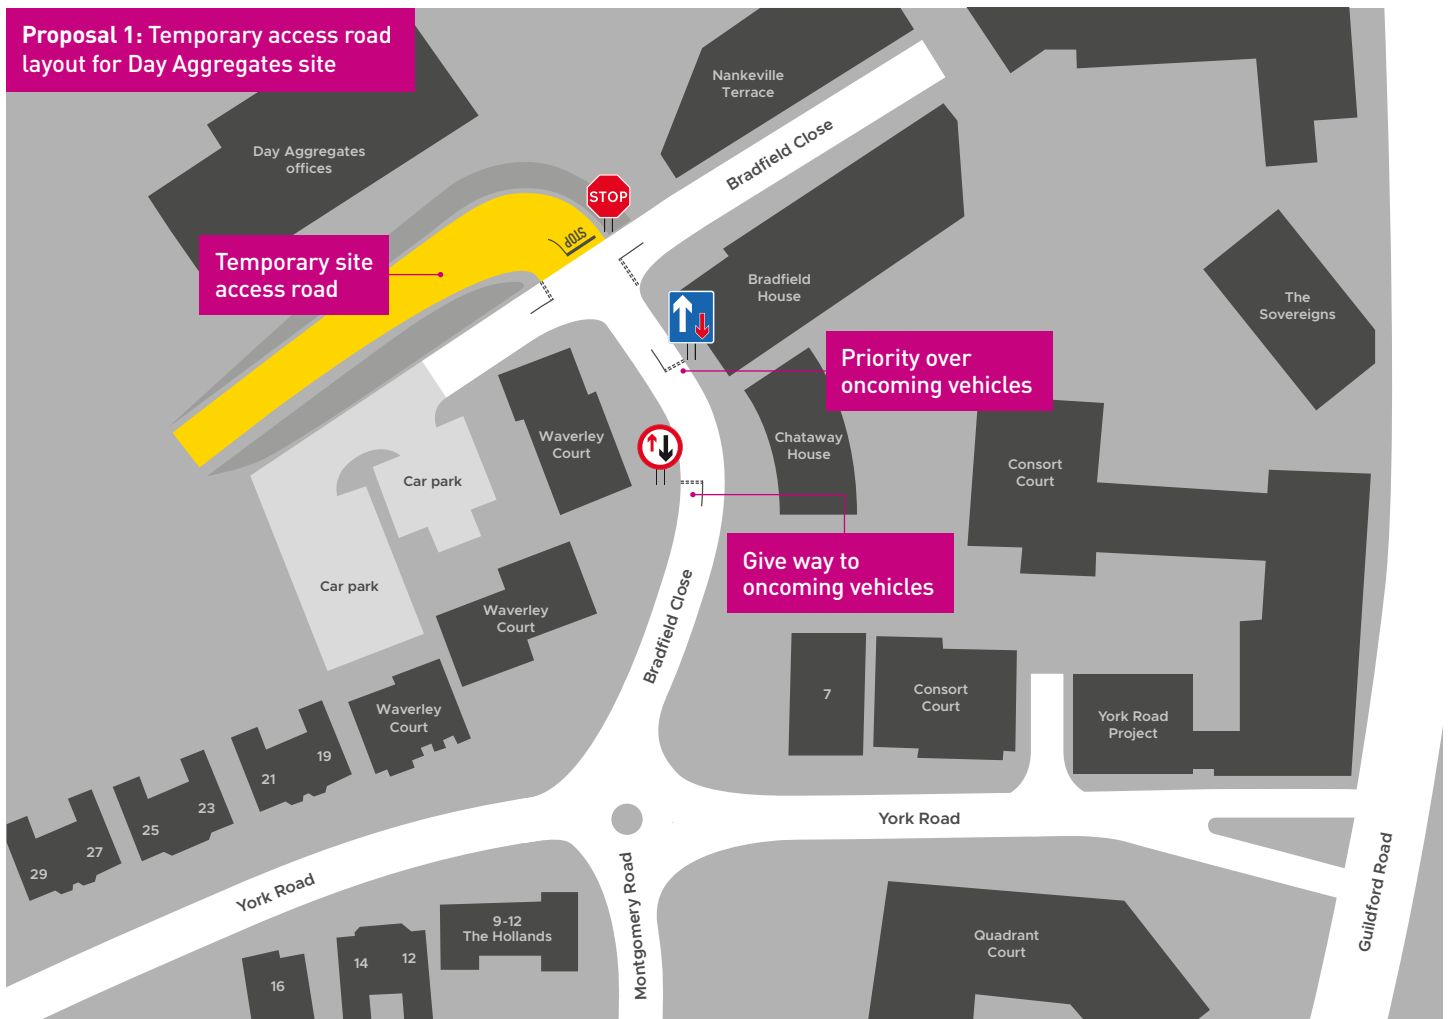 Proposal 1: Temporary access road
layout for Day Aggregates site
Nankeville
Terrace
Bradfield Close
Day Aggregates
offices
STOP
STOP
Temporary site
access road
Bradfield
House
The
Sovereigns
Priority over
oncoming vehicles
Waverley
Court
Chataway
House
Consort
Court
Car park
Car park
Give way to
oncoming vehicles
Waverley
Court
Bradfield Close
Waverley
Court
7
Consort
Court
York Road
Project
19
21
23
25
27
29
York Road
York Road
Guildford Road
Montgomery Road
9-12
The Hollands
14
12
16
Quadrant
Court